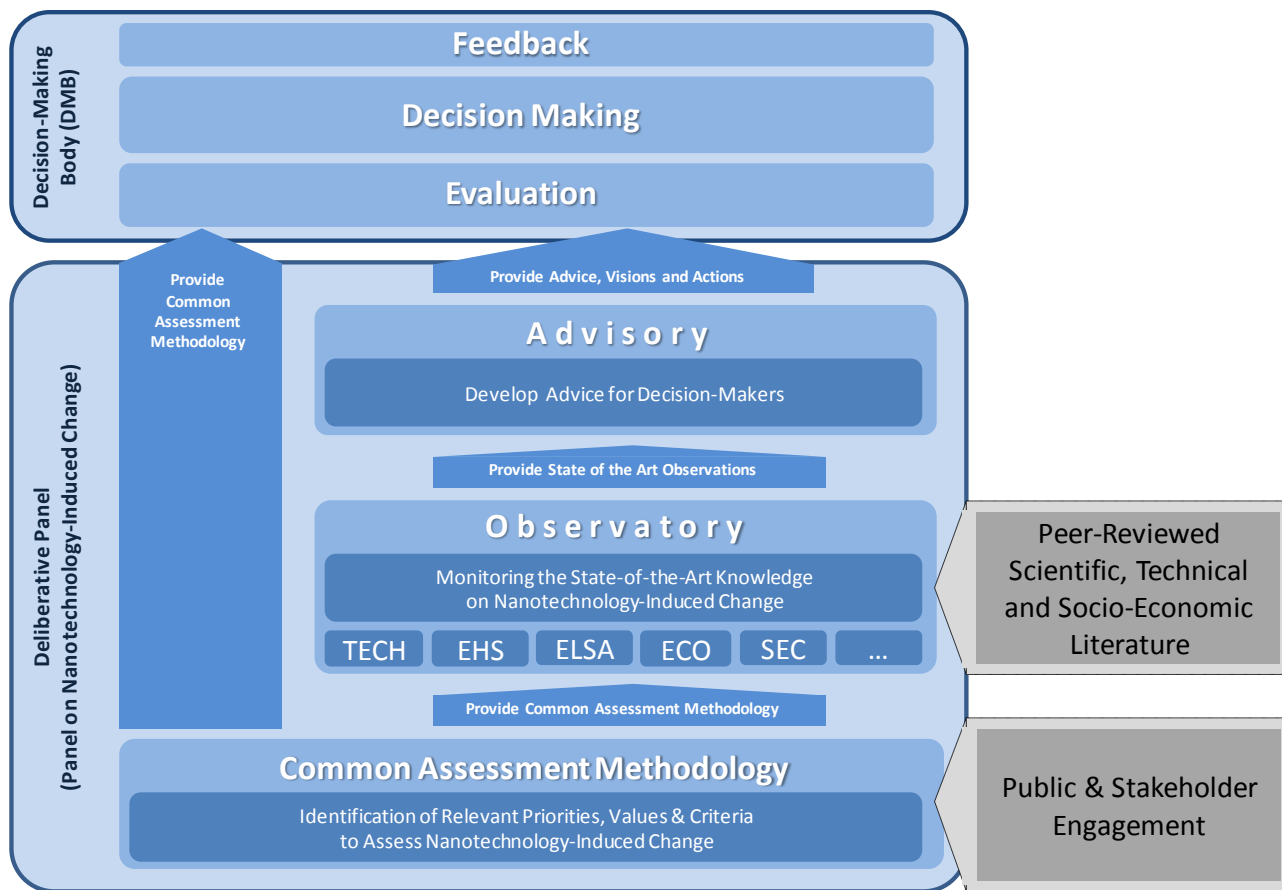 Decision-Making
Body (DMB)
Feedback
Decision Making
Evaluation
Deliberative Panel
(Panel on Nanotechnology-Induced Change)
Provide
Common
Assessment
Methodology
Provide Advice, Visions and Actions
Advisory
Develop Advice for Decision-Makers
Provide State of the Art Observations
Observatory
Monitoring the State-of-the-Art Knowledge
on Nanotechnology-Induced Change
TECH EHS ELSA ECO SEC ...
Provide Common Assessment Methodology
Common Assessment Methodology
Identification of Relevant Priorities, Values & Criteria
to Assess Nanotechnology-Induced Change
Peer-Reviewed
Scientific, Technical
and Socio-Economic
Literature
Public & Stakeholder
Engagement